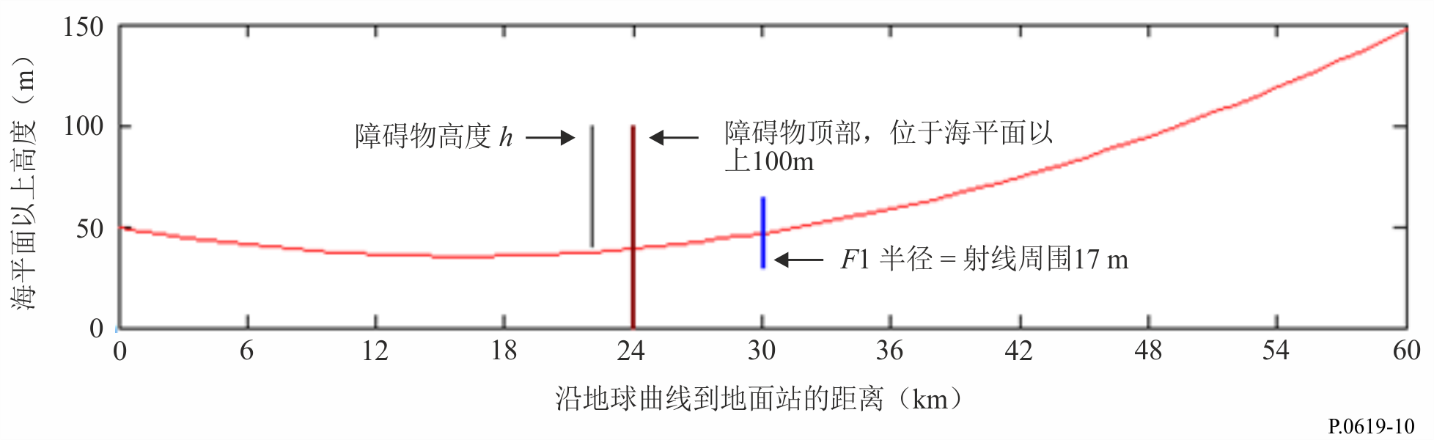 海平面以上高度（m）
150
100
50
0
障碍物高度 h
障碍物顶部，位于海平面以
上100m
F1 半径 = 射线周围17 m
0 6 12 18 24 30 36 42 48 54 60
沿地球曲线到地面站的距离（km）
P.0619-10